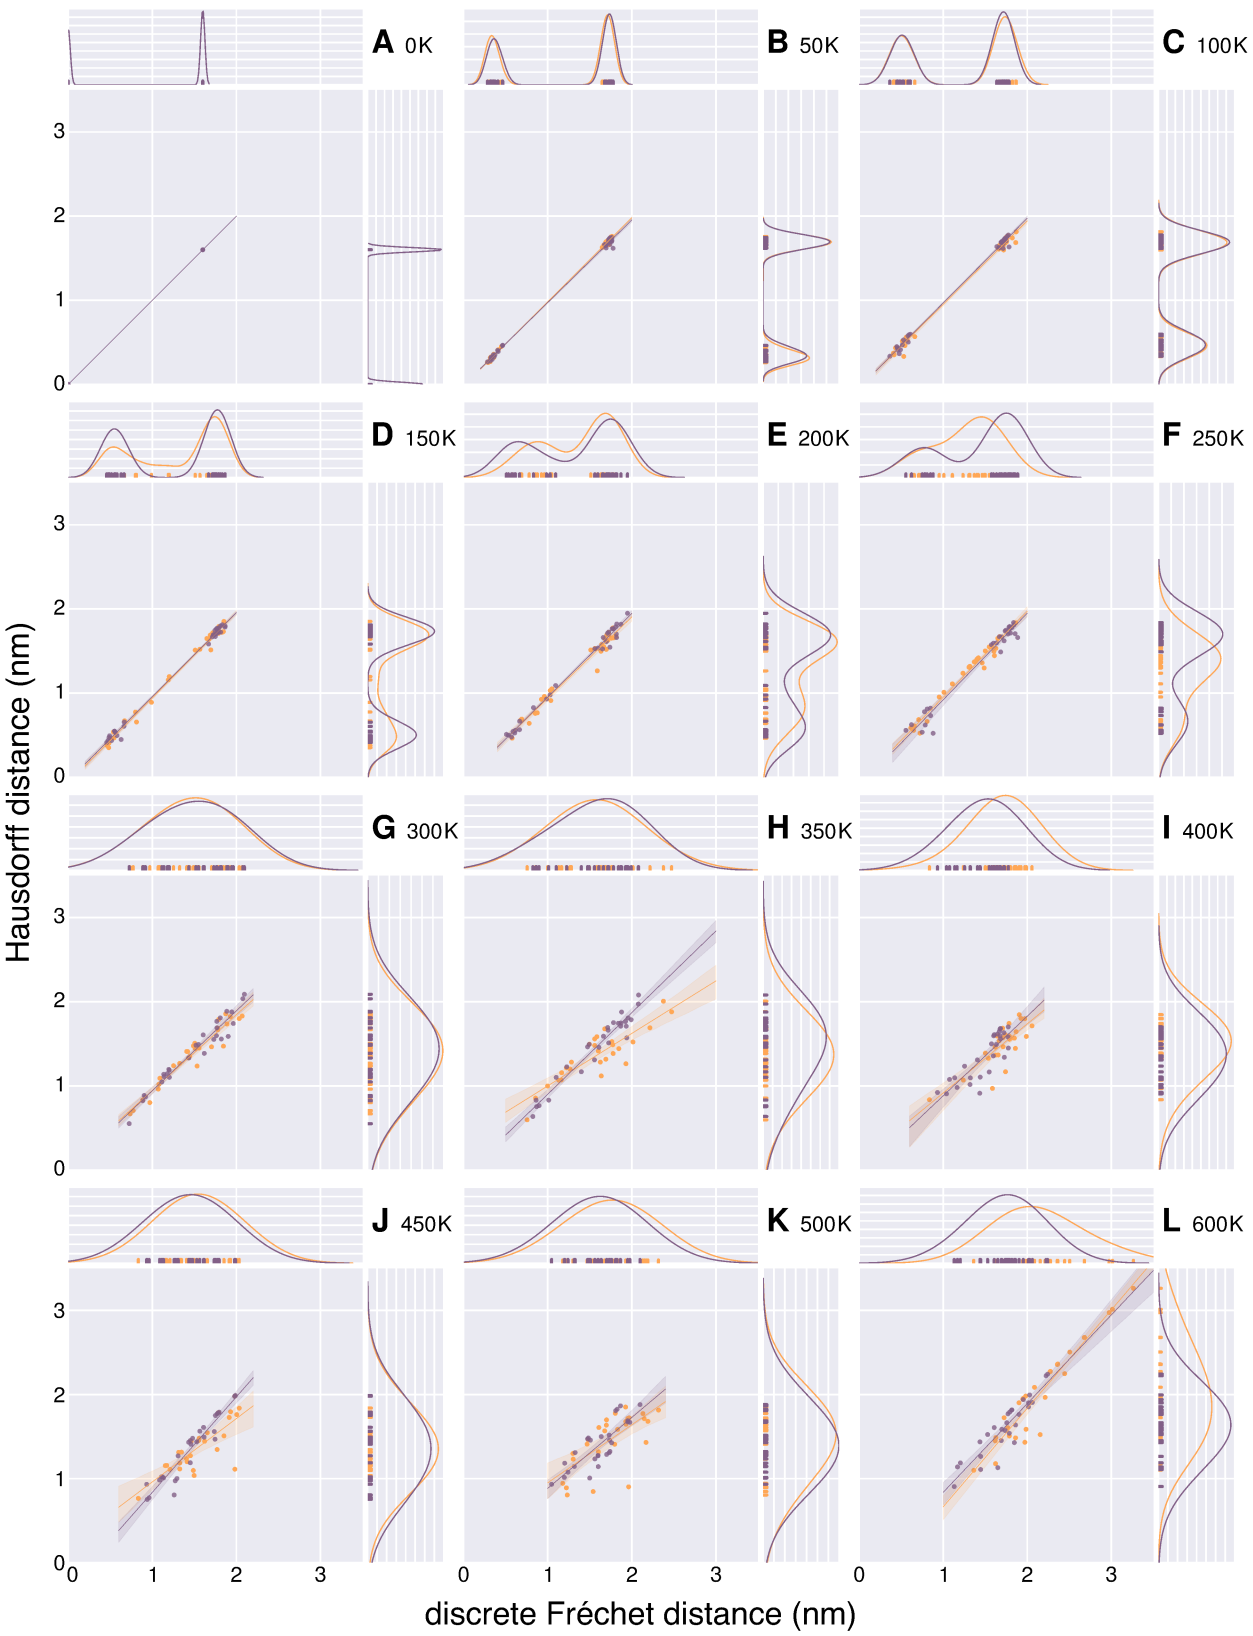 A 0K
B 50K
C 100K
3
2
1
0
D 150K
E 200K
F 250K
3
2
1
0
G 300K
H 350K
I 400K
3
2
1
0
J 450K
K 500K
L 600K
3
2
1
0
0 1 2 3
0 1 2 3
0 1 2 3
Hausdorff distance (nm)
discrete Fréchet distance (nm)